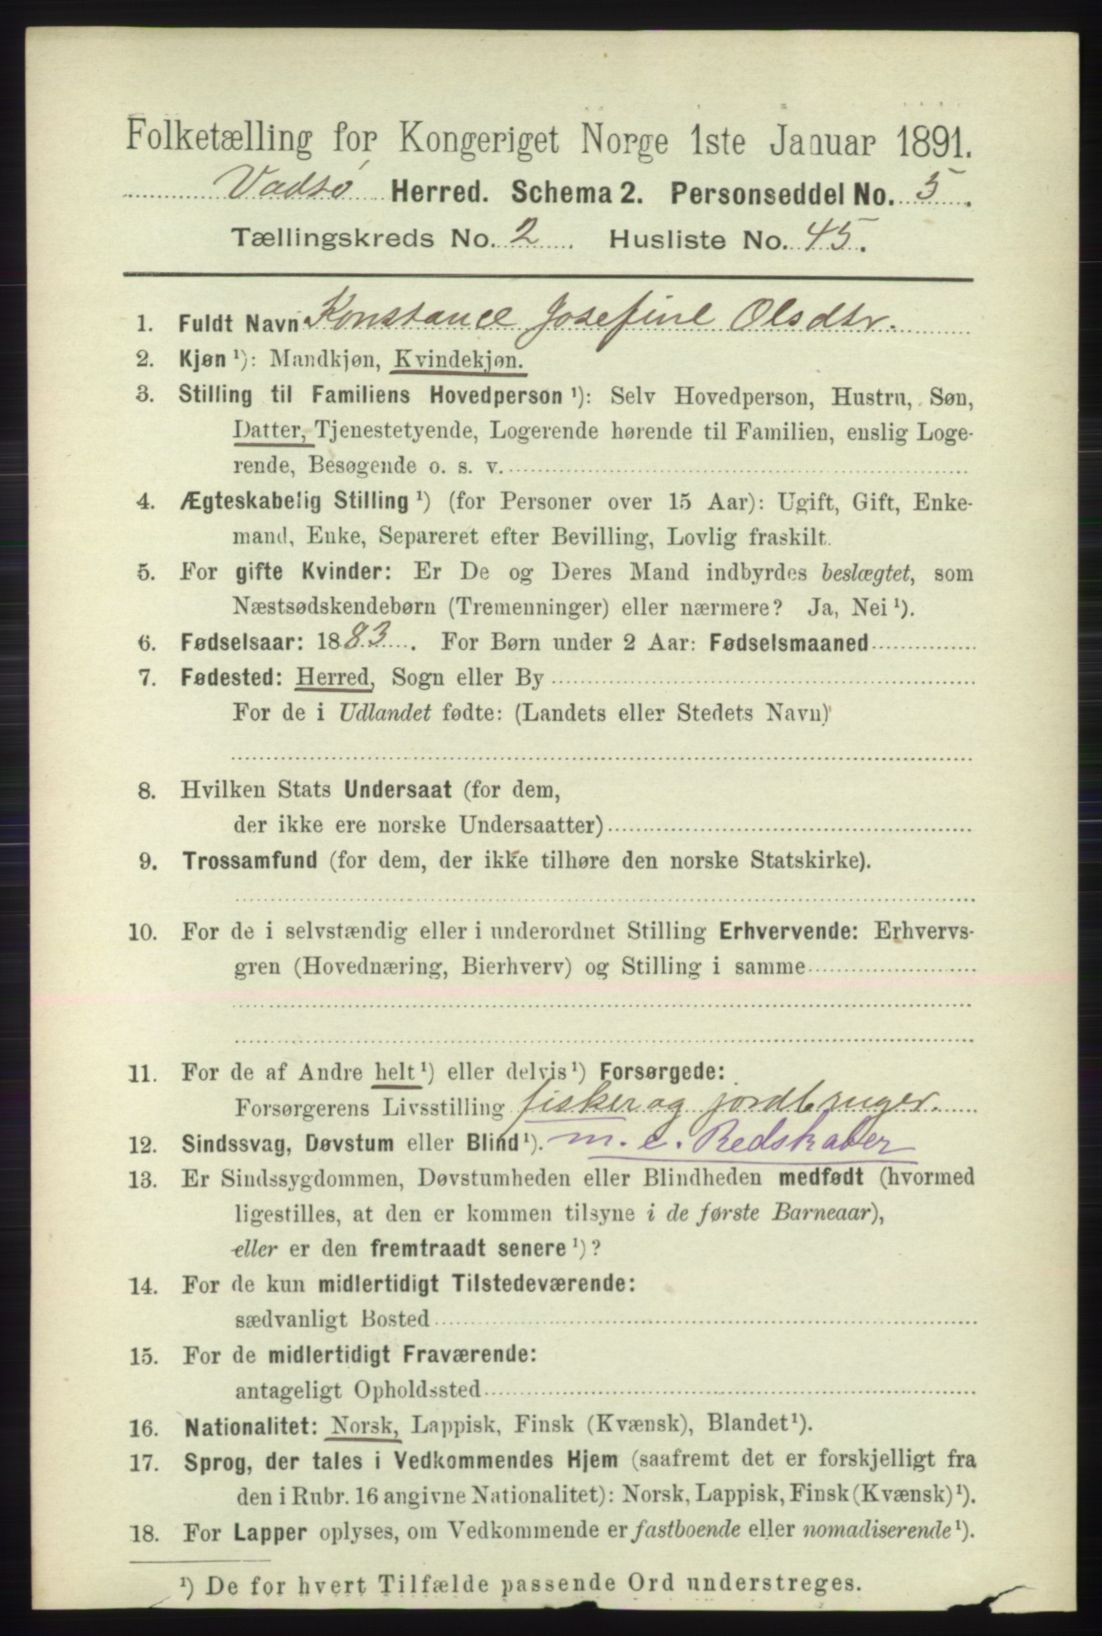 Folketælling for Kongeriget Norge 1ste Januar 1891.
Vadsø Herred. Schema 2. Personseddel No. 5.
Tællingskreds No. 2 Husliste No. 45.
1. Fuldt Navn Konstance Josefine Olsdtr.
2. Kjøn ¹): Mandkjøn, Kvindekjøn.
3. Stilling til Familiens Hovedperson ¹): Selv Hovedperson, Hustru, Søn,
Datter, Tjenestetyende, Logerende hørende til Familien, enslig Loge-
rende, Besøgende o. s. v.
4. Ægteskabelig Stilling ¹) (for Personer over 15 Aar): Ugift, Gift, Enke-
mand, Enke, Separeret efter Bevilling, Lovlig fraskilt.
5. For gifte Kvinder: Er De og Deres Mand indbyrdes beslægtet, som
Næstsødskendebørn (Tremenninger) eller nærmere? Ja, Nei ¹).
6. Fødselsaar: 1883. For Børn under 2 Aar: Fødselsmaaned
7. Fødested: Herred, Sogn eller By
For de i Udlandet fødte: (Landets eller Stedets Navn)
8. Hvilken Stats Undersaat (for dem,
der ikke ere norske Undersaatter)
9. Trossamfund (for dem, der ikke tilhøre den norske Statskirke).
10. For de i selvstændig eller i underordnet Stilling Erhvervende: Erhvervs-
gren (Hovednæring, Bierhverv) og Stilling i samme
11. For de af Andre helt ¹) eller delvis ¹) Forsørgede:
Forsørgerens Livsstilling fisker og jordbruger.
12. Sindssvag, Døvstum eller Blind ¹). m. e. Redskaber
13. Er Sindssygdommen, Døvstumheden eller Blindheden medfødt (hvormed
ligestilles, at den er kommen tilsyne i de første Barneaar),
eller er den fremtraadt senere ¹)?
14. For de kun midlertidigt Tilstedeværende:
sædvanligt Bosted
15. For de midlertidigt Fraværende:
antageligt Opholdssted
16. Nationalitet: Norsk, Lappisk, Finsk (Kvænsk), Blandet ¹).
17. Sprog, der tales i Vedkommendes Hjem (saafremt det er forskjelligt fra
den i Rubr. 16 angivne Nationalitet): Norsk, Lappisk, Finsk (Kvænsk) ¹).
18. For Lapper oplyses, om Vedkommende er fastboende eller nomadiserende ¹).
¹) De for hvert Tilfælde passende Ord understreges.